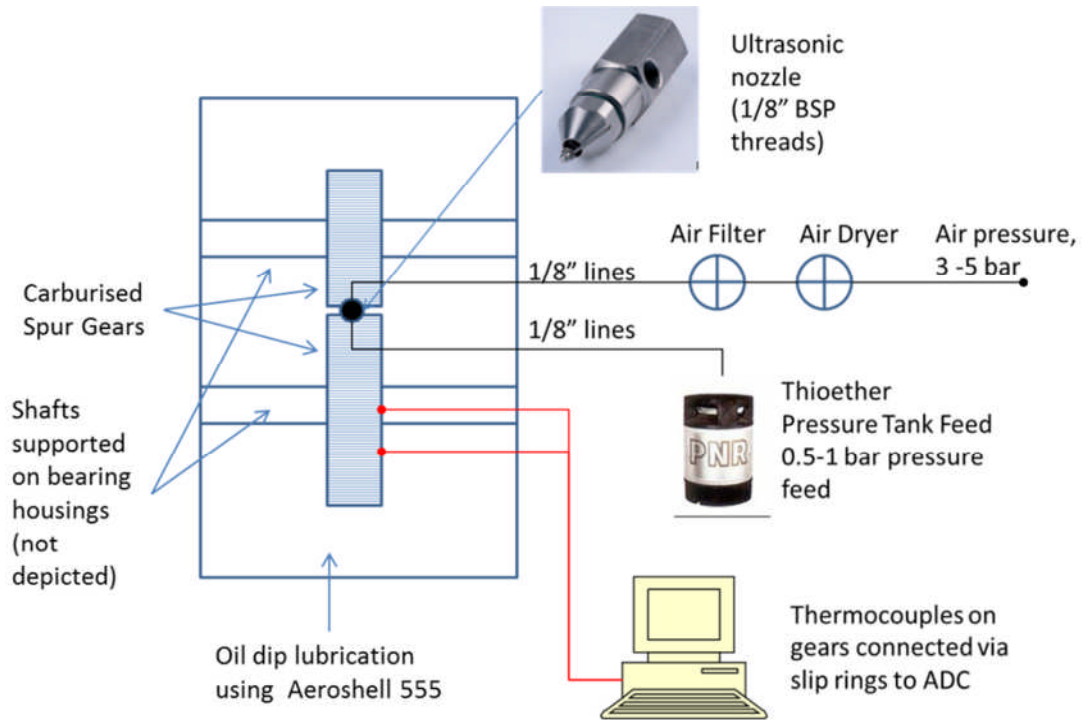 Ultrasonic
nozzle
(1/8” BSP
threads)
Air Filter
Air Dryer
Air pressure,
3 -5 bar
1/8” lines
1/8” lines
Carburised
Spur Gears
Thioether
Pressure Tank Feed
0.5-1 bar pressure
feed
PNR
Shafts
supported
on bearing
housings
(not
depicted)
Oil dip lubrication
using Aeroshell 555
Thermocouples on
gears connected via
slip rings to ADC